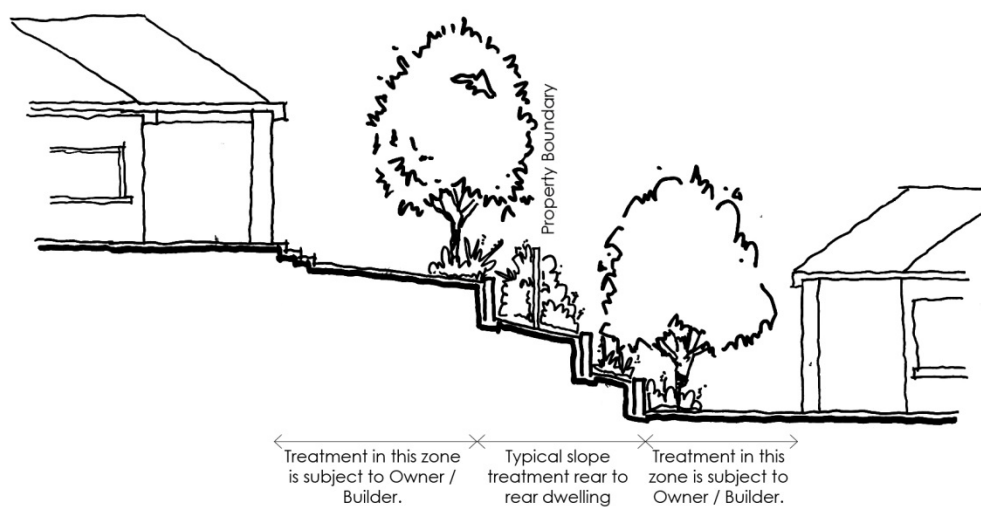 Property Boundary
Treatment in this zone
is subject to Owner /
Builder.
Typical slope
treatment rear to
rear dwelling
Treatment in this
zone is subject to
Owner / Builder.